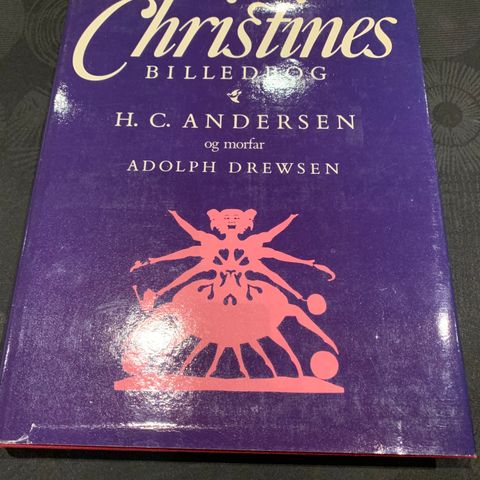 Christines
BILLEDBOG
H. C. ANDERSEN
og morfar
ADOLPH DREWSEN